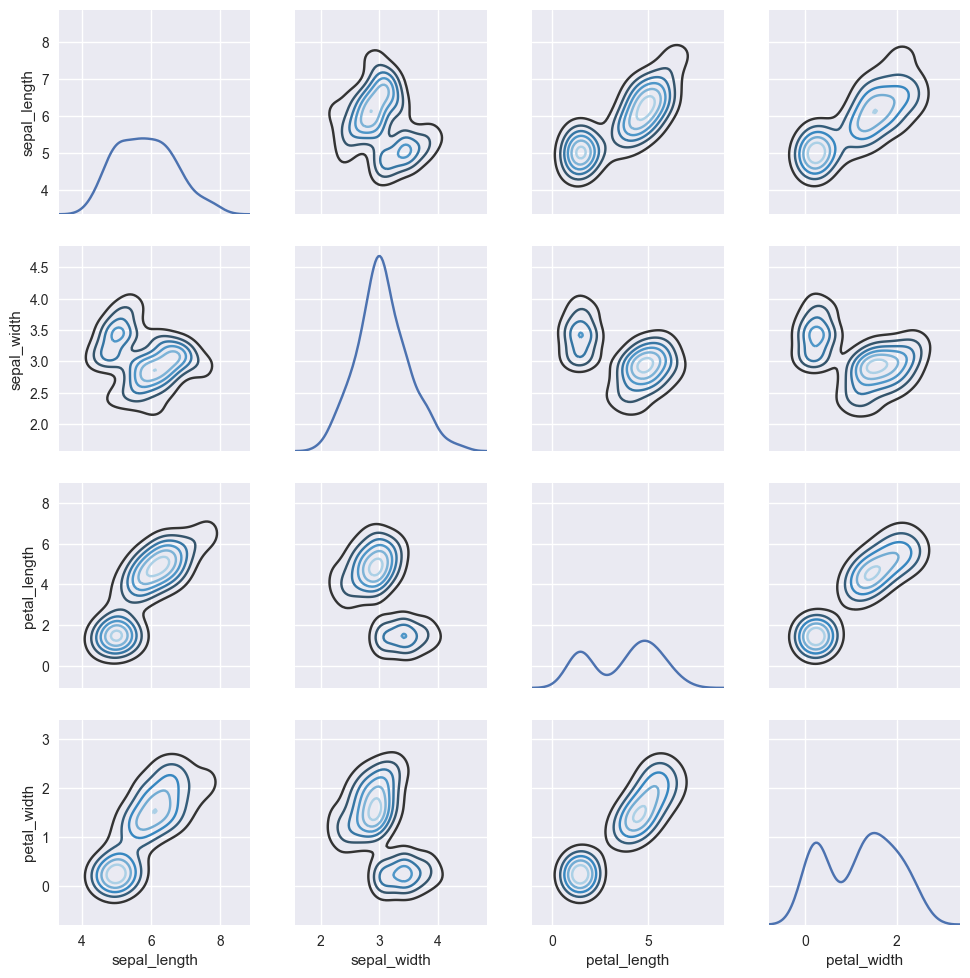 8
7
6
5
4
sepal_length
4.5
4.0
3.5
3.0
2.5
2.0
sepal_width
8
6
4
2
0
petal_length
3
2
1
0
petal_width
4 6 8
2 3 4
0 5
0 2
sepal_length
sepal_width
petal_length
petal_width